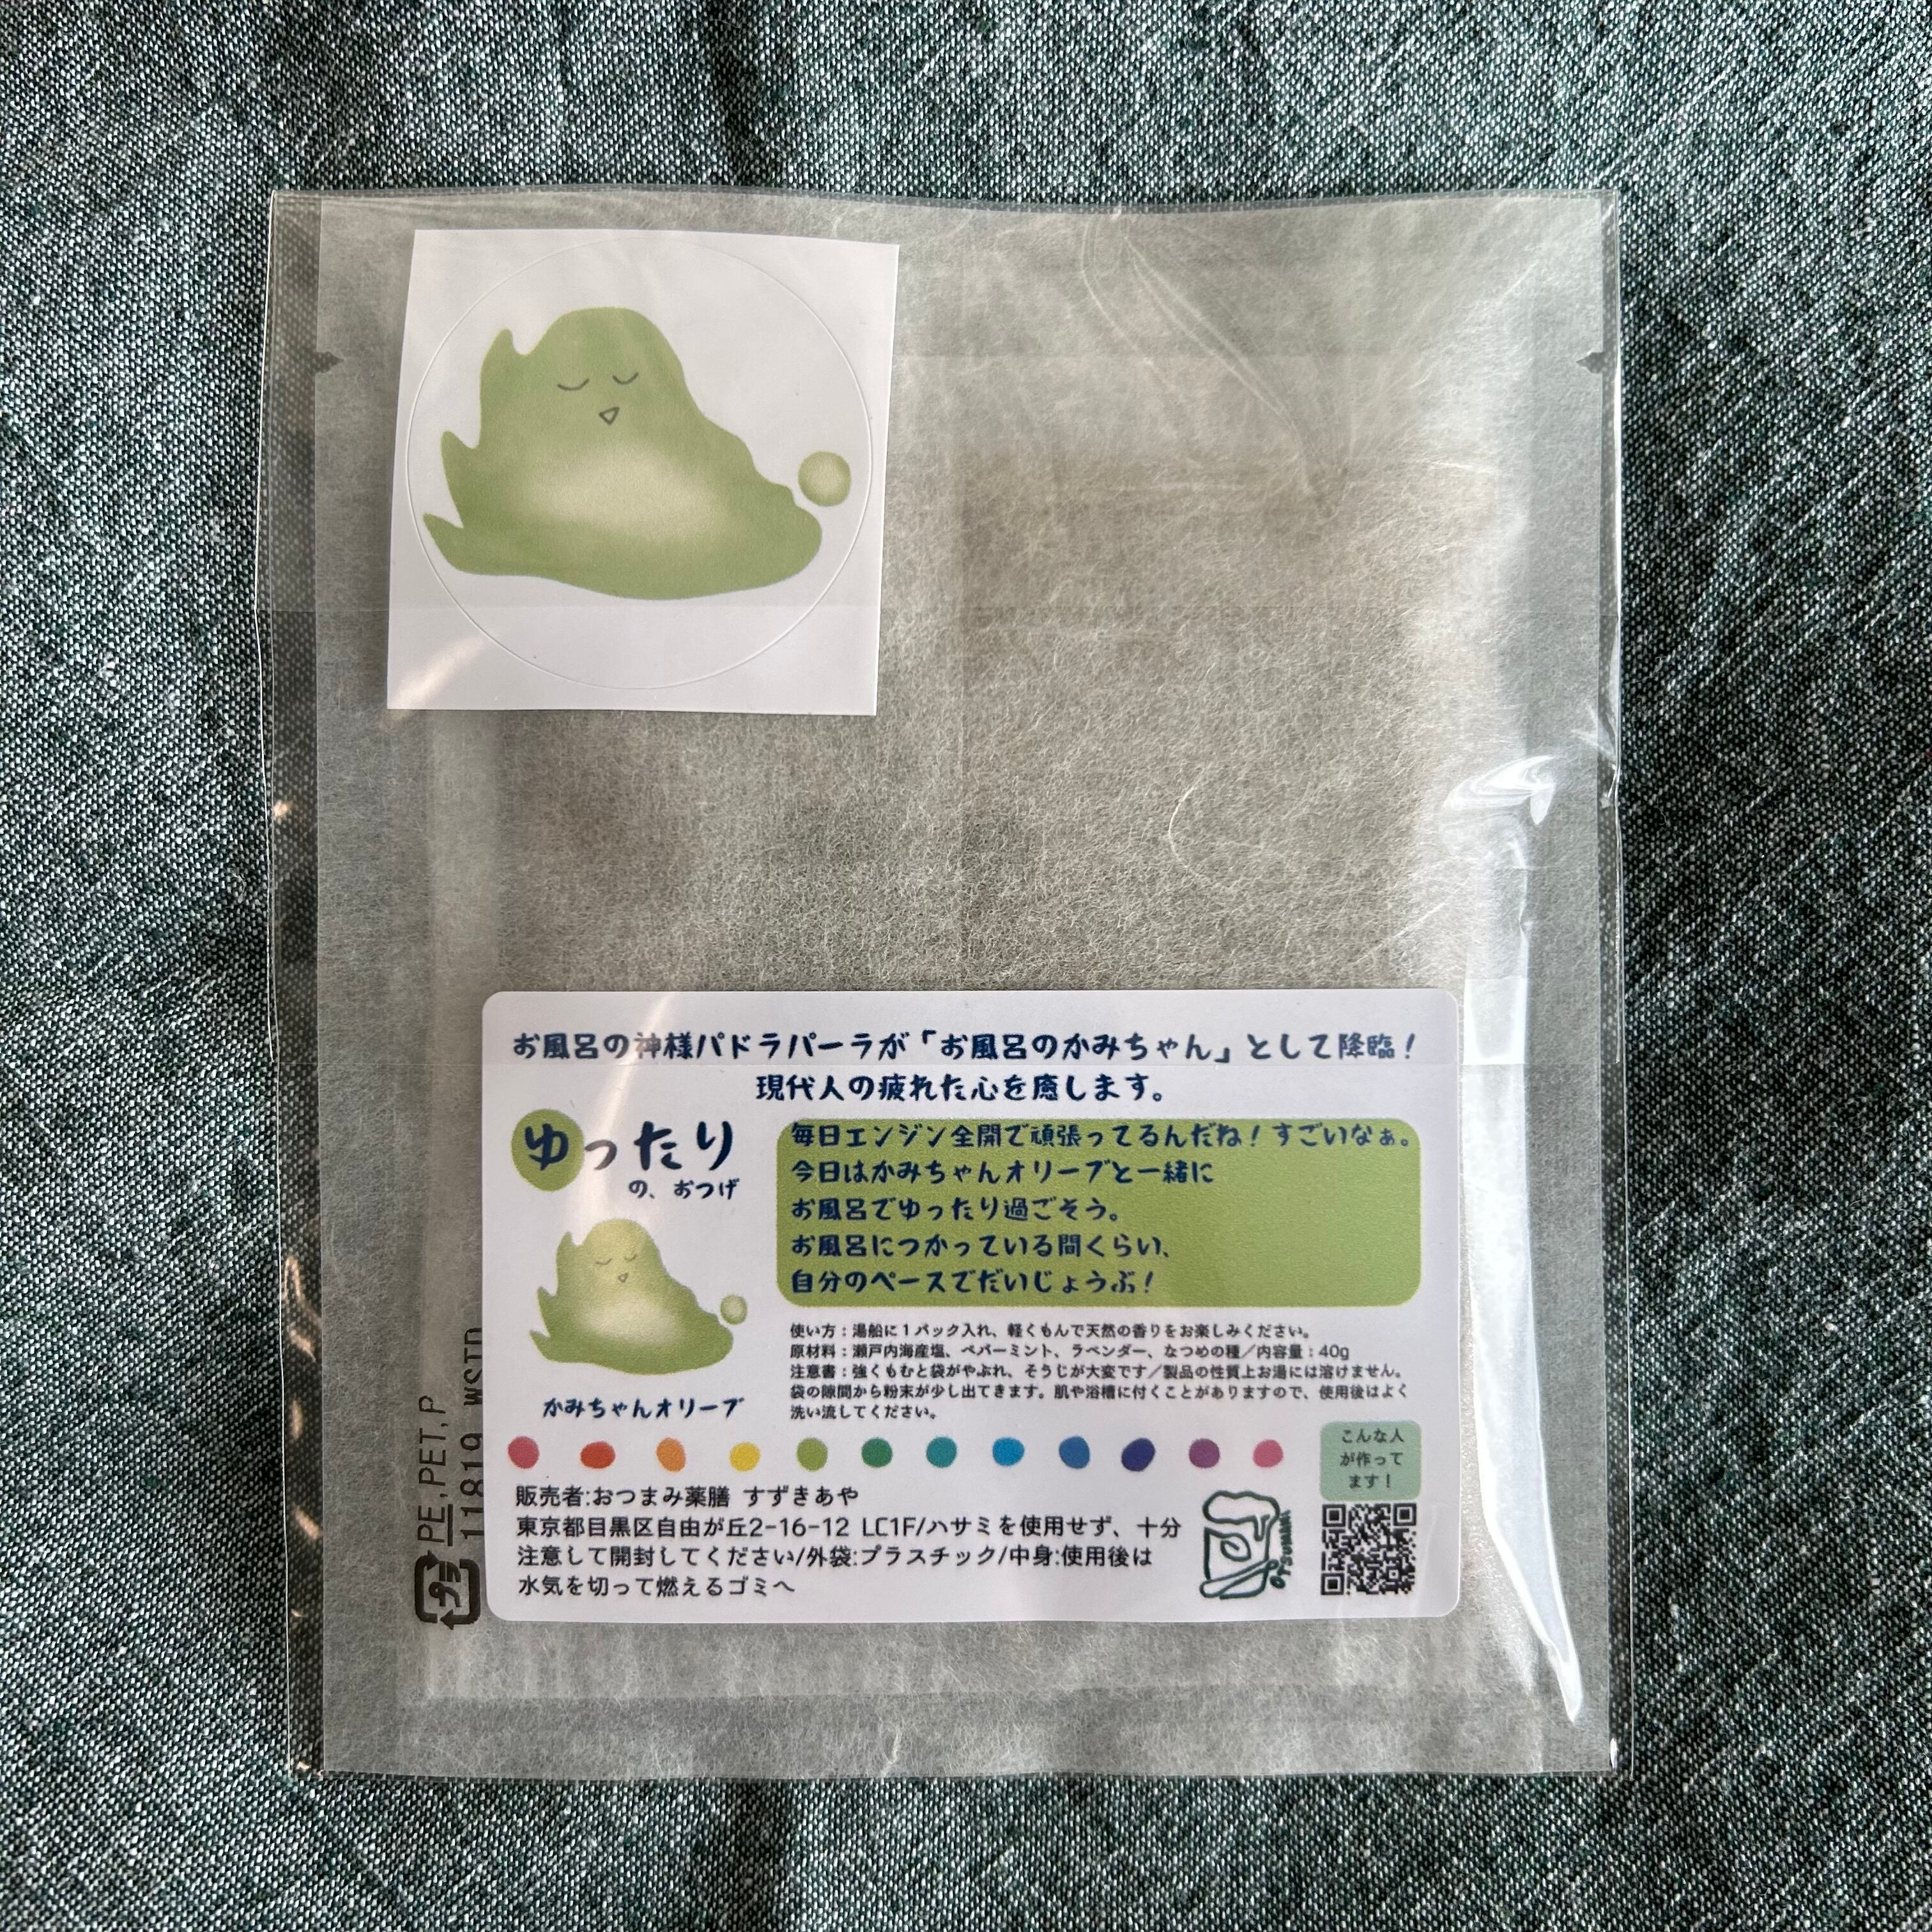 お風呂の神様パドラパーラが「お風呂のかみちゃん」として降臨！
現代人の疲れた心を癒します。
ゆったり
の、おつげ
毎日エンジン全開で頑張ってるんだね！すごいなぁ。
今日はかみちゃんオリーブと一緒に
お風呂でゆったり過ごそう。
お風呂につかっている間くらい、
自分のペースでだいじょうぶ！
かみちゃんオリーブ
使い方：湯船に１パック入れ、軽くもんで天然の香りをお楽しみください。
原材料：瀬戸内海産塩、ペパーミント、ラベンダー、なつめの種／内容量：40g
注意書：強くもむと袋がやぶれ、そうじが大変です／製品の性質上お湯には溶けません。
袋の隙間から粉末が少し出てきます。肌や浴槽に付くことがありますので、使用後はよく
洗い流してください。
こんな人
が作って
ます！
販売者:おつまみ薬膳 すずきあや
東京都目黒区自由が丘2-16-12 LC1F/ハサミを使用せず、十分
注意して開封してください/外袋:プラスチック/中身:使用後は
水気を切って燃えるゴミへ
OTSUMAMI
プラ
PE,PET,P
11819 WSTD